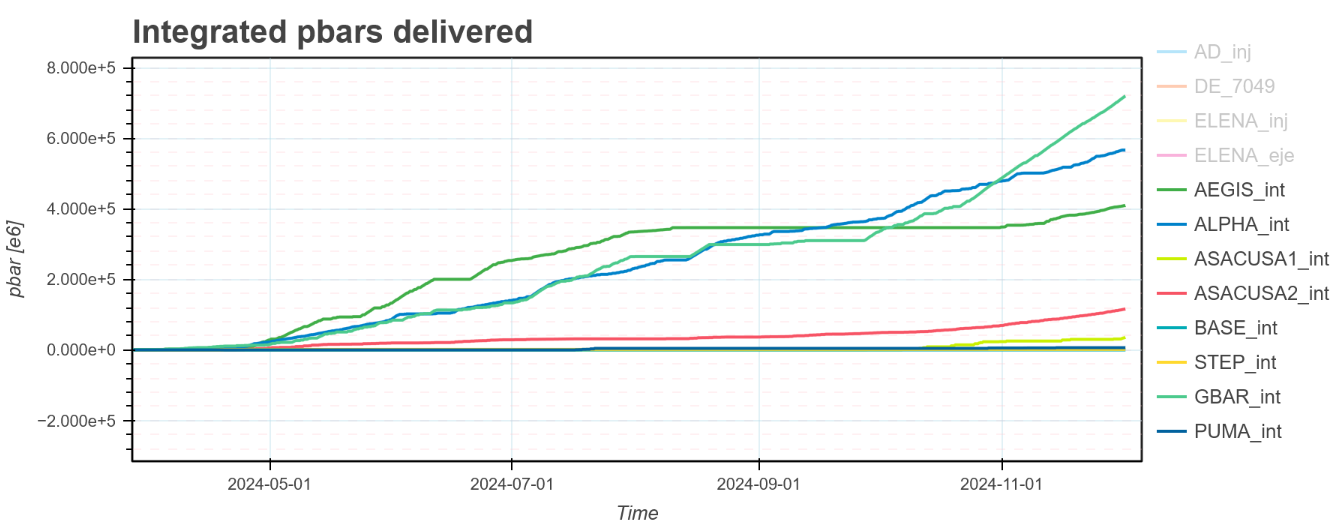 Integrated pbars delivered
8.000e+5
6.000e+5
4.000e+5
2.000e+5
0.000e+0
−2.000e+5
pbar [e6]
2024-05-01
2024-07-01
2024-09-01
2024-11-01
Time
AD_inj
DE_7049
ELENA_inj
ELENA_eje
AEGIS_int
ALPHA_int
ASACUSA1_int
ASACUSA2_int
BASE_int
STEP_int
GBAR_int
PUMA_int